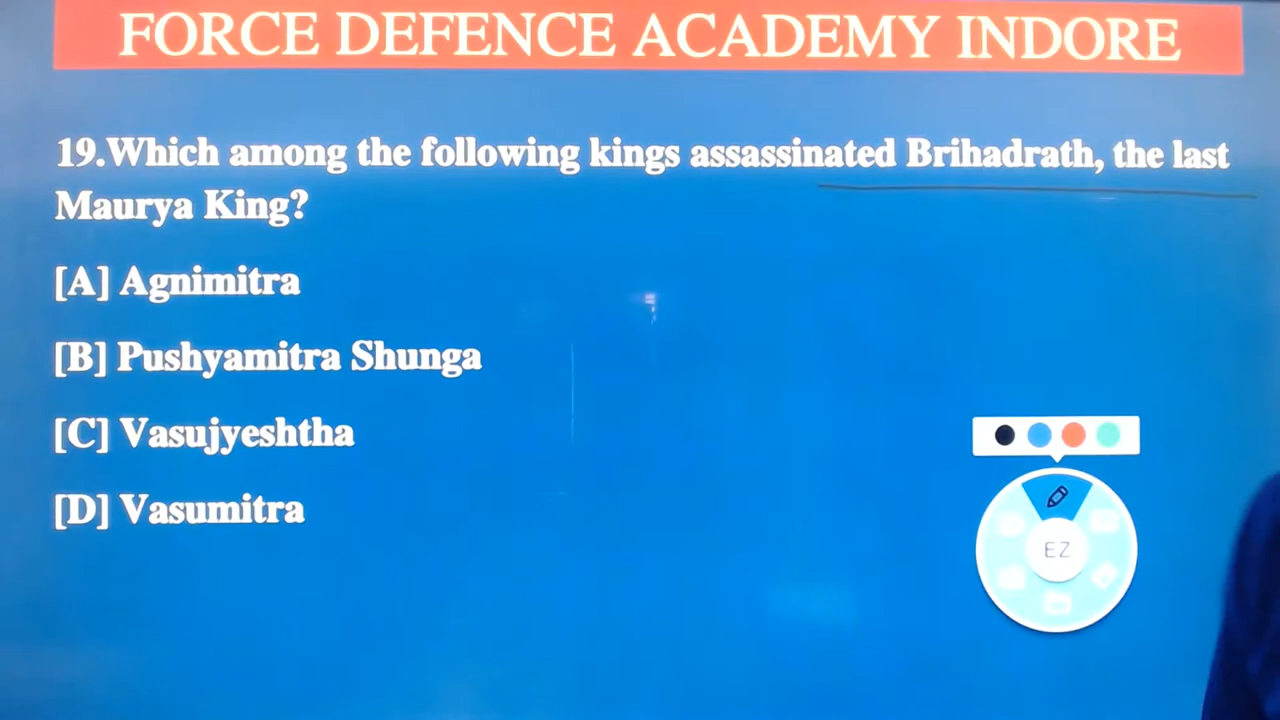 FORCE DEFENCE ACADEMY INDORE
19.Which among the following kings assassinated Brihadrath, the last
Maurya King?
[A] Agnimitra
[B] Pushyamitra Shunga
[C] Vasujyeshtha
[D] Vasumitra
EZ